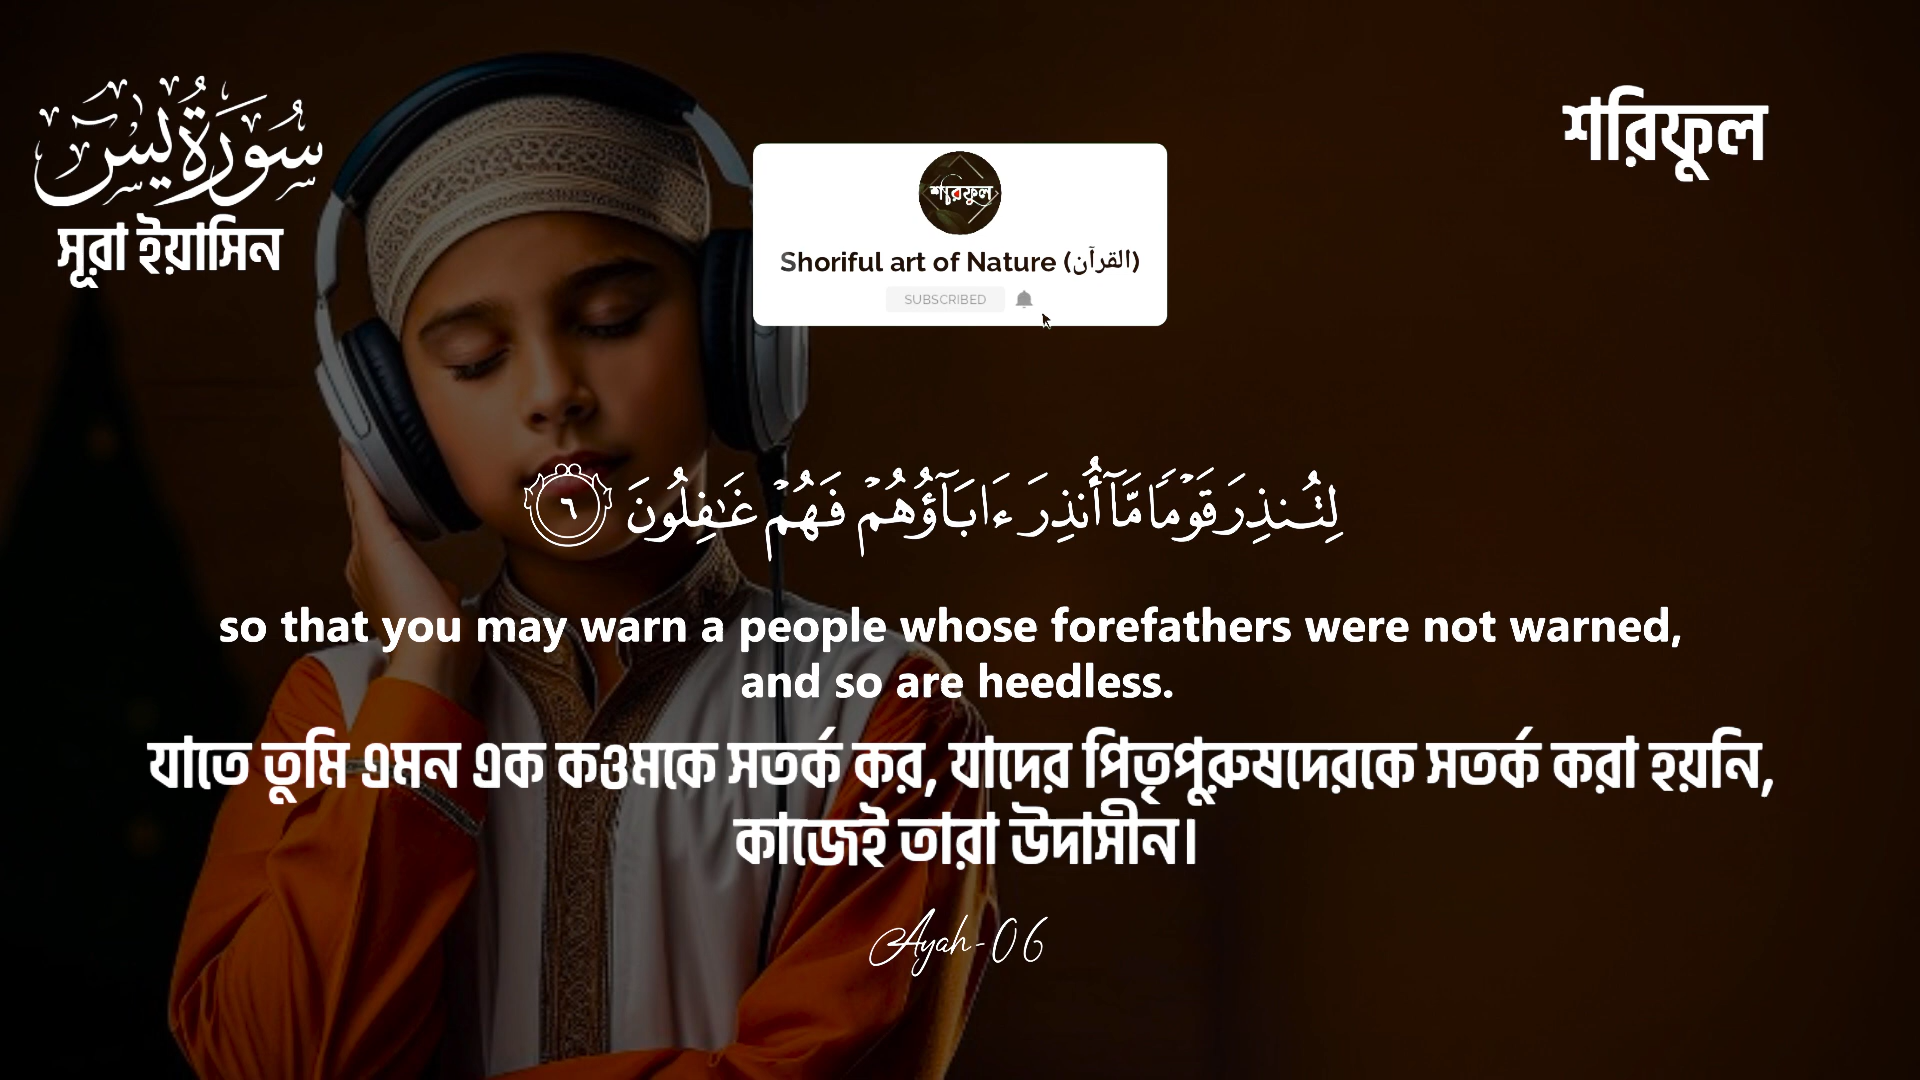 سُورَةُ يسٓ
সূরা ইয়াসিন
শরিফুল
শরিফুল
Shoriful art of Nature (القرآن)
SUBSCRIBED
لِتُنذِرَ قَوْمًا مَّآ أُنذِرَ ءَابَآؤُهُمْ فَهُمْ غَـٰفِلُونَ ٦
so that you may warn a people whose forefathers were not warned,
and so are heedless.
যাতে তুমি এমন এক কওমকে সতর্ক কর, যাদের পিতৃপুরুষদেরকে সতর্ক করা হয়নি,
কাজেই তারা উদাসীন।
Ayah-06